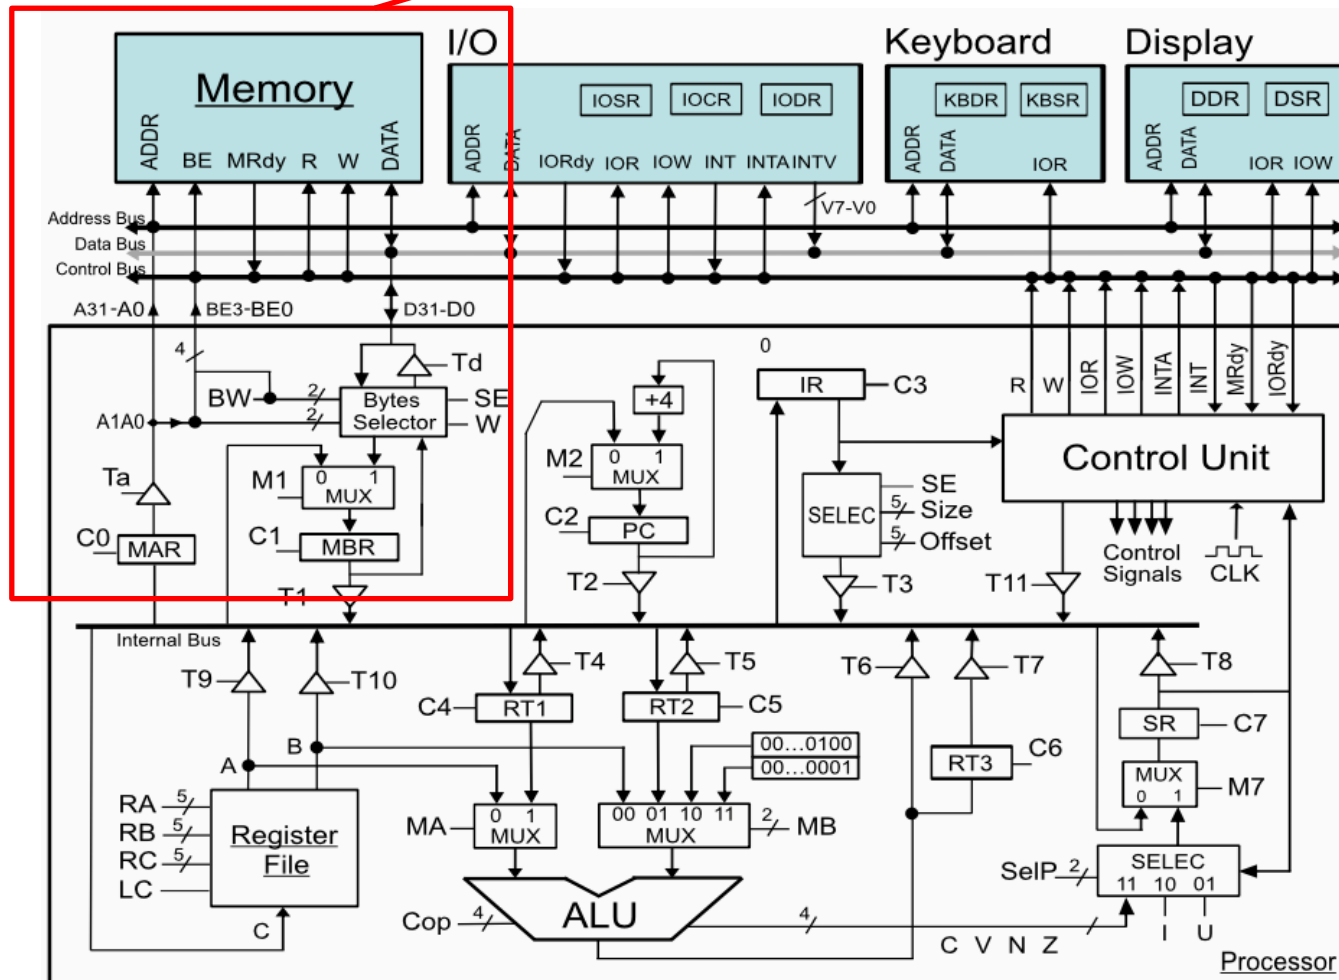 I/O
Keyboard
Display
Memory
IOSR
IOCR
IODR
KBDR
KBSR
DDR
DSR
ADDR
BE
MRdy
R
W
DATA
ADDR
DATA
IORdy
IOR
IOW
INT
INTA
INTV
ADDR
DATA
IOR
ADDR
DATA
IOR
IOW
V7-V0
Address Bus
Data Bus
Control Bus
A31-A0
BE3-BE0
D31-D0
4
Td
0
R
W
IOR
IOW
INTA
INT
MRdy
IORdy
BW
2
Bytes
Selector
SE
W
A1A0
2
+4
IR
C3
Control Unit
M1
0 1
MUX
M2
0 1
MUX
Ta
SELEC
SE
5
Size
5
Offset
C0
MAR
C1
MBR
C2
PC
Control
Signals
CLK
T1
T2
T3
T11
Internal Bus
T9
T10
T4
T5
T6
T7
T8
C4
RT1
RT2
C5
SR
C7
A
B
00...0100
00...0001
RT3
C6
MUX
0 1
M7
RA
5
RB
5
RC
5
LC
Register
File
MA
0 1
MUX
00 01 10 11
MUX
2
MB
SelP
2
SELEC
11 10 01
C
Cop
4
ALU
4
C V N Z
I
U
Processor